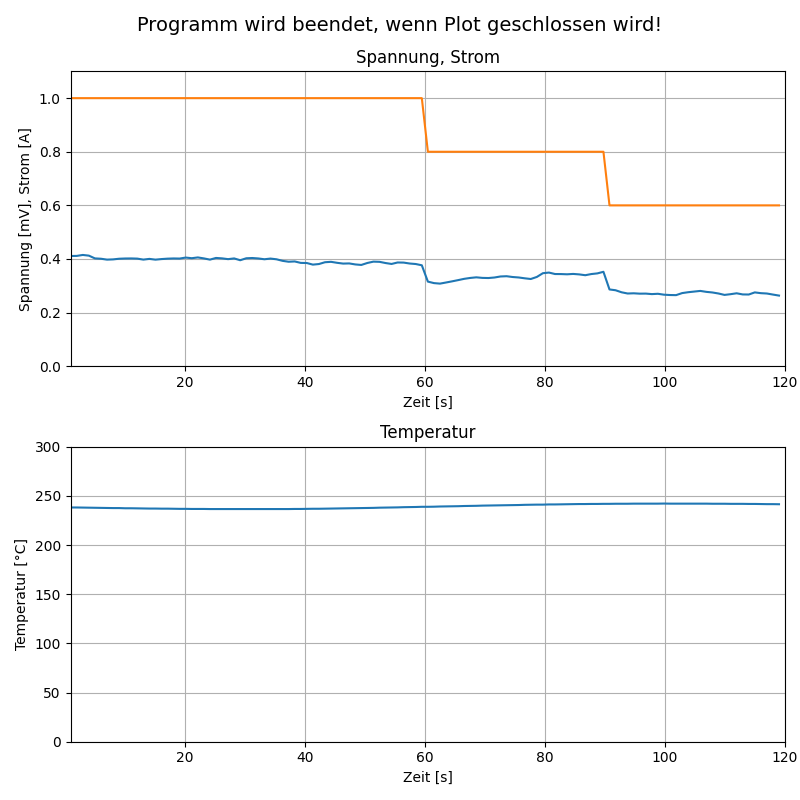 Programm wird beendet, wenn Plot geschlossen wird!
Spannung, Strom
Spannung [mV], Strom [A]
1.0
0.8
0.6
0.4
0.2
0.0
20 40 60 80 100 120
Zeit [s]
Temperatur
Temperatur [°C]
300
250
200
150
100
50
0
20 40 60 80 100 120
Zeit [s]